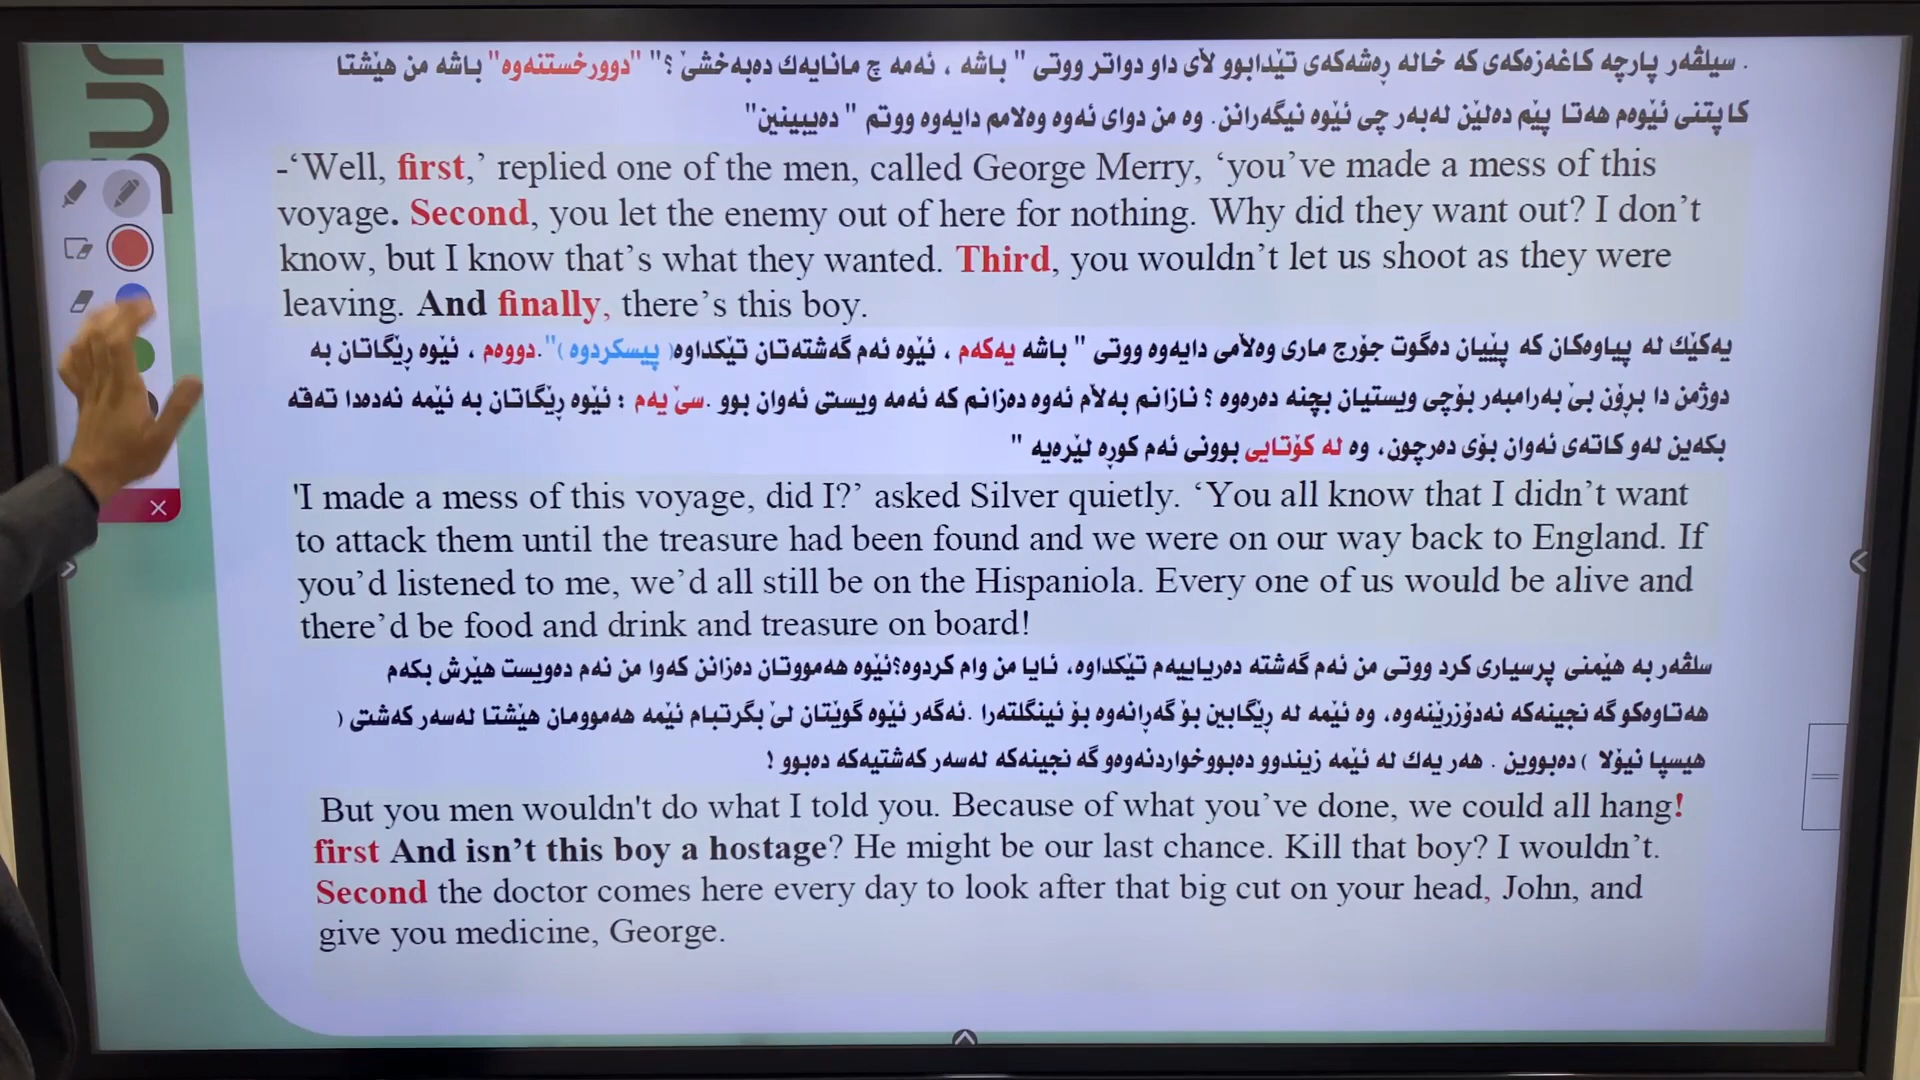 . سیلڤەر پارچە کاغەزەکەی کە خاڵە ڕەشەکەی تێدابوو لای داو دواتر ووتی " باشە ، ئەمە چ مانایەك دەبەخشێ ؟" "دوورخستنەوە" باشە من هێشتا
کاپتنی ئێوەم هەتا پێم دەڵێن لەبەر چی ئێوە نیگەرانن. وە من دوای ئەوە وەلامم دایەوە ووتم " دەیبینین"
-‘Well, first,’ replied one of the men, called George Merry, ‘you’ve made a mess of this
voyage. Second, you let the enemy out of here for nothing. Why did they want out? I don’t
know, but I know that’s what they wanted. Third, you wouldn’t let us shoot as they were
leaving. And finally, there’s this boy.
یەکێك لە پیاوەکان کە پێیان دەگوت جۆرج ماری وەڵامی دایەوە ووتی " باشە یەکەم ، ئێوە ئەم گەشتەتان تێکداوە( پیسکردوە )".دووەم ، ئێوە ڕێگاتان بە
دوژمن دا بڕۆن بێ بەرامبەر بۆچی ویستیان بچنە دەرەوە ؟ نازانم بەڵام ئەوە دەزانم کە ئەمە ویستی ئەوان بوو .سێ یەم ؛ ئێوە ڕێگاتان بە ئێمە نەدەدا تەقە
بکەین لەو کاتەی ئەوان بۆی دەرچون، وە لە کۆتایی بوونی ئەم کوڕە لێرەیە "
'I made a mess of this voyage, did I?’ asked Silver quietly. ‘You all know that I didn’t want
to attack them until the treasure had been found and we were on our way back to England. If
you’d listened to me, we’d all still be on the Hispaniola. Every one of us would be alive and
there’d be food and drink and treasure on board!
سلڤەر بە هێمنی پرسیاری کرد ووتی من ئەم گەشتە دەریاییەم تێکداوە، ئایا من وام کردوە؟ئێوە هەمووتان دەزانن کەوا من نەم دەویست هێرش بکەم
هەتاوەکو گە نجینەکە نەدۆزرێنەوە، وە ئێمە لە ڕێگابین بۆ گەڕانەوە بۆ ئینگلتەرا .ئەگەر ئێوە گوێتان لێ بگرتبام ئێمە هەموومان هێشتا لەسەر کەشتی (
هیسپا نیۆلا ) دەبووین . هەر یەك لە ئێمە زیندوو دەبووخواردنەوەو گە نجینەکە لەسەر کەشتیەکە دەبوو !
But you men wouldn't do what I told you. Because of what you’ve done, we could all hang!
first And isn’t this boy a hostage? He might be our last chance. Kill that boy? I wouldn’t.
Second the doctor comes here every day to look after that big cut on your head, John, and
give you medicine, George.